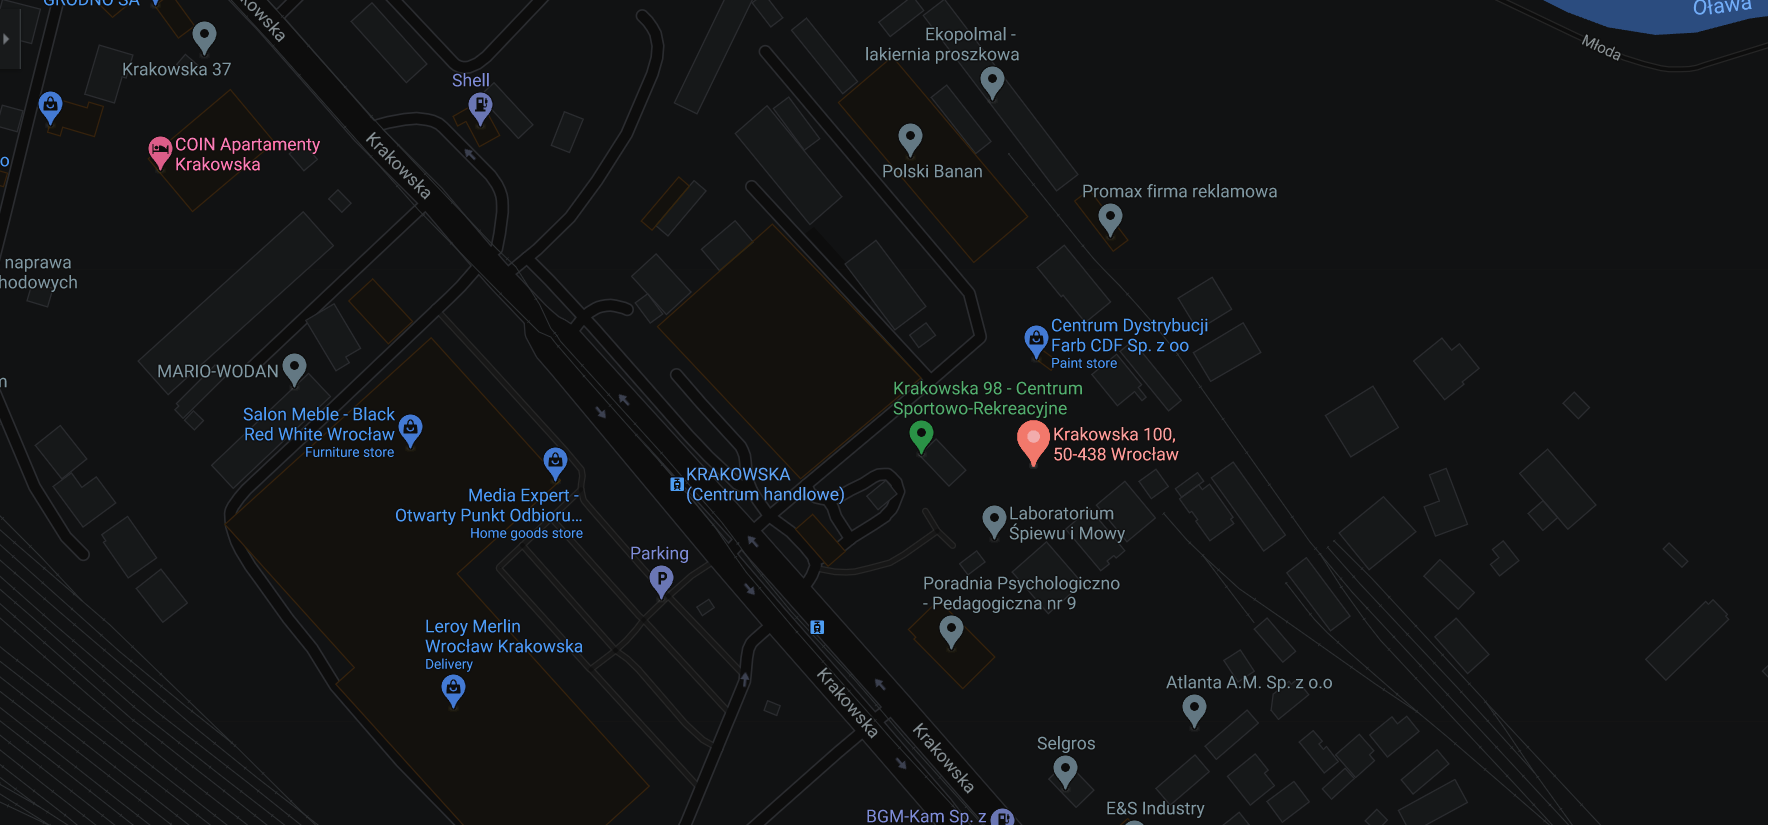 GRODNO SA
Krakowska
Oława
Młoda
Krakowska 37
Shell
Ekopolmal -
lakiernia proszkowa
COIN Apartamenty
Krakowska
Krakowska
Polski Banan
Promax firma reklamowa
naprawa
hodowych
MARIO-WODAN
Centrum Dystrybucji
Farb CDF Sp. z oo
Paint store
Krakowska 98 - Centrum
Sportowo-Rekreacyjne
Salon Meble - Black
Red White Wrocław
Furniture store
Krakowska 100,
50-438 Wrocław
KRAKOWSKA
(Centrum handlowe)
Media Expert -
Otwarty Punkt Odbioru...
Home goods store
Laboratorium
Śpiewu i Mowy
Parking
P
Poradnia Psychologiczno
- Pedagogiczna nr 9
Leroy Merlin
Wrocław Krakowska
Delivery
Krakowska
Krakowska
Atlanta A.M. Sp. z o.o
Selgros
E&S Industry
BGM-Kam Sp. z